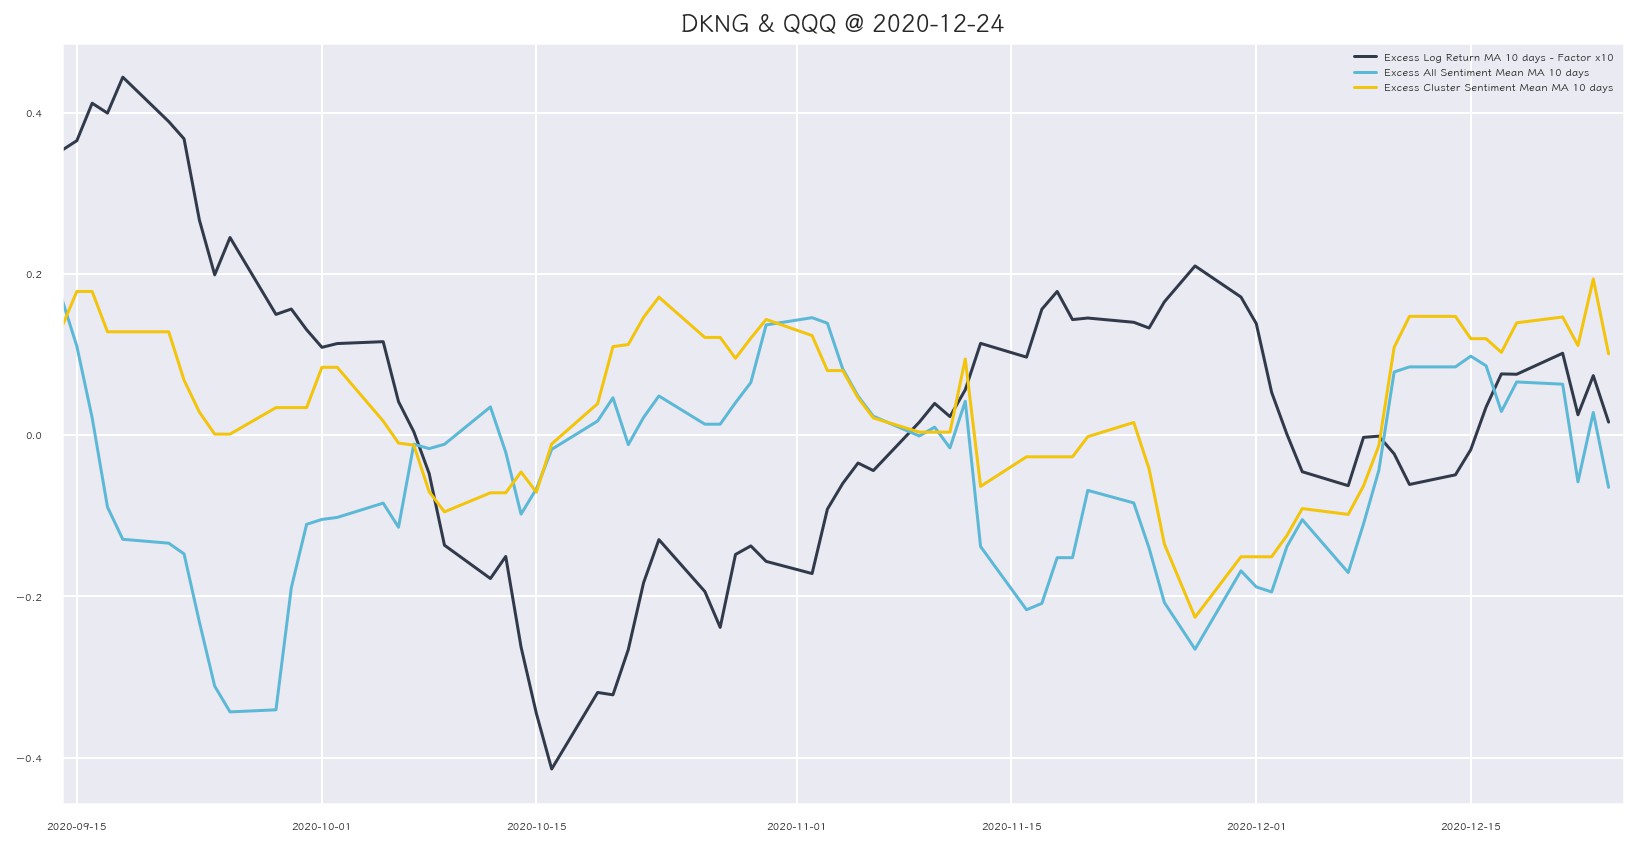 DKNG & QQQ @ 2020-12-24
Excess Log Return MA 10 days - Factor x10
Excess All Sentiment Mean MA 10 days
Excess Cluster Sentiment Mean MA 10 days
0.4
0.2
0.0
−0.2
−0.4
2020-09-15 2020-10-01 2020-10-15 2020-11-01 2020-11-15 2020-12-01 2020-12-15